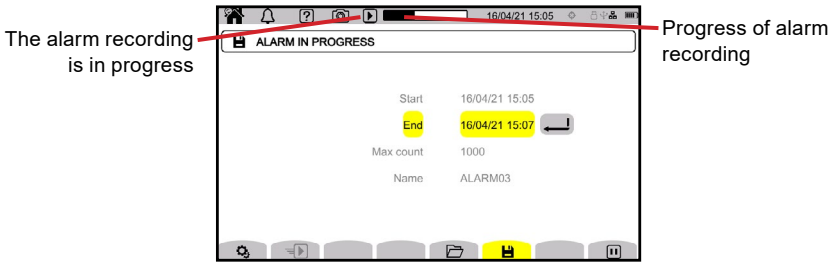 The alarm recording
is in progress
16/04/21 15:05
Progress of alarm
recording
ALARM IN PROGRESS
Start 16/04/21 15:05
End 16/04/21 15:07
Max count 1000
Name ALARM03